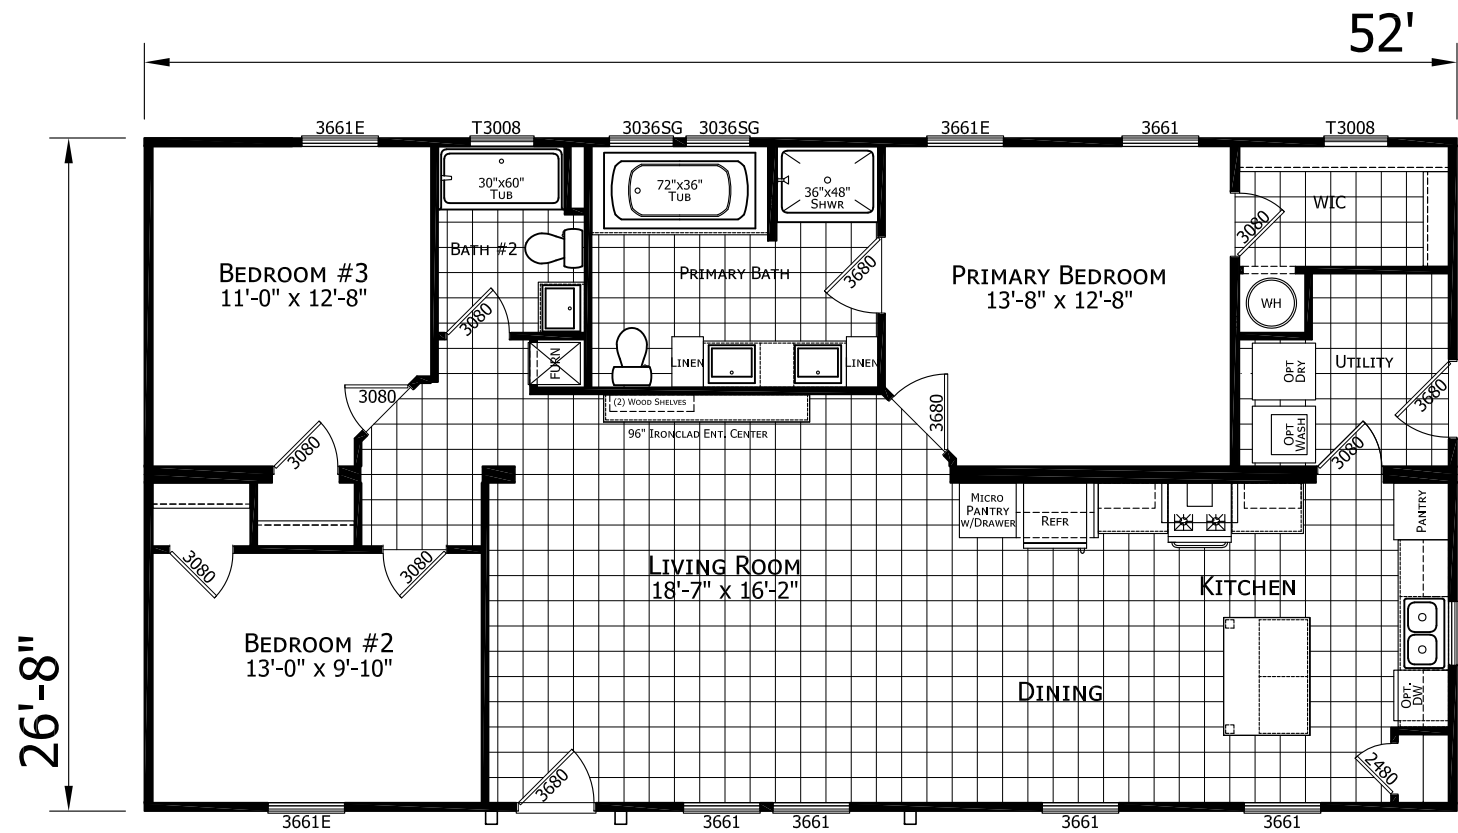 52'
26'-8"
3661E
T3008
3036SG
3036SG
3661E
3661
T3008
30"x60"
TUB
72"x36"
TUB
36"x48"
SHWR
WIC
3080
BATH #2
BEDROOM #3
11'-0" x 12'-8"
PRIMARY BATH
3680
PRIMARY BEDROOM
13'-8" x 12'-8"
WH
3080
FURN
LINEN
LINEN
OPT
DRY
UTILITY
3680
3080
(2) WOOD SHELVES
96" IRONCLAD ENT. CENTER
3680
OPT
WASH
3080
3080
MICRO
PANTRY
W/DRAWER
REFR
PANTRY
3080
3080
LIVING ROOM
18'-7" x 16'-2"
KITCHEN
BEDROOM #2
13'-0" x 9'-10"
DINING
OPT.
DW
3680
2480
3661E
3661
3661
3661
3661